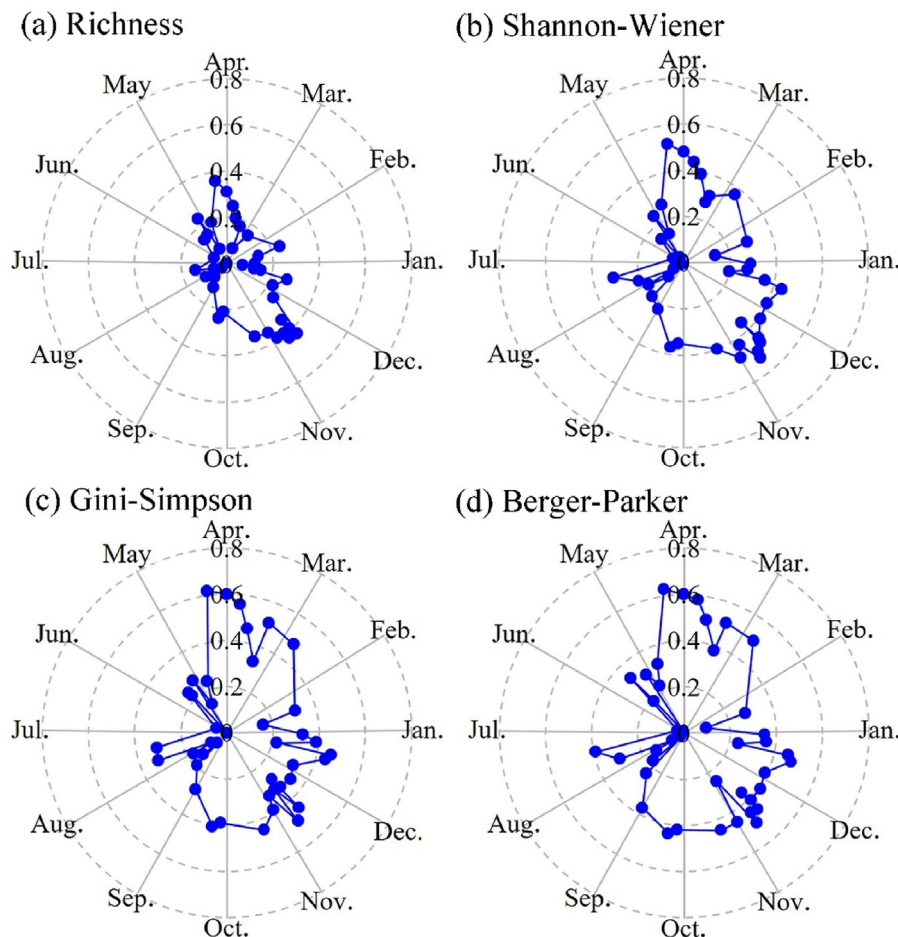 (a) Richness
Apr.
0.8
0.6
0.4
0.2
0
Mar.
Feb.
Jan.
Dec.
Nov.
Oct.
Sep.
Aug.
Jul.
Jun.
May
(b) Shannon-Wiener
Apr.
0.8
0.6
0.4
0.2
0
Mar.
Feb.
Jan.
Dec.
Nov.
Oct.
Sep.
Aug.
Jul.
Jun.
May
(c) Gini-Simpson
Apr.
0.8
0.6
0.4
0.2
0
Mar.
Feb.
Jan.
Dec.
Nov.
Oct.
Sep.
Aug.
Jul.
Jun.
May
(d) Berger-Parker
Apr.
0.8
0.6
0.4
0.2
0
Mar.
Feb.
Jan.
Dec.
Nov.
Oct.
Sep.
Aug.
Jul.
Jun.
May